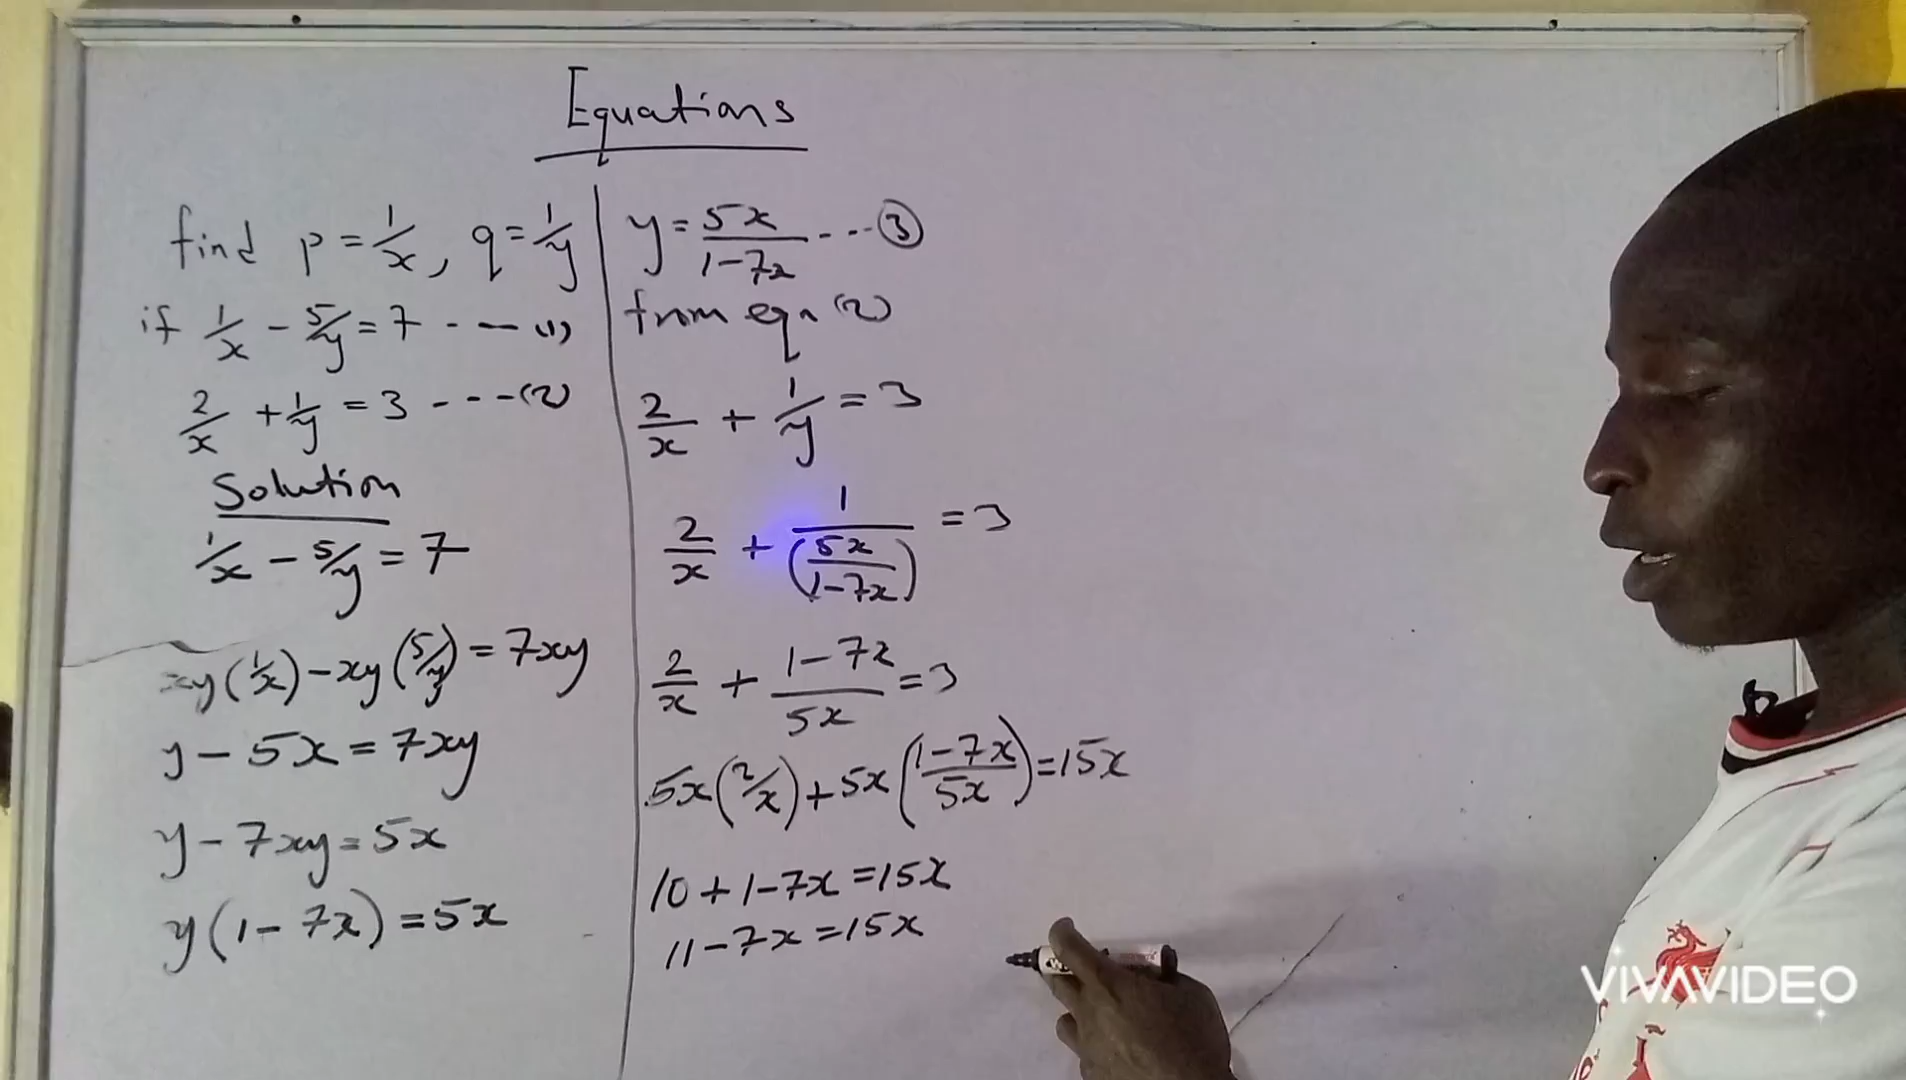 Equations
find p = 1/x, q = 1/y
if 1/x - 5/y = 7 - - - (1)
2/x + 1/y = 3 - - - (2)
Solution
1/x - 5/y = 7
xy(1/x) - xy(5/y) = 7xy
y - 5x = 7xy
y - 7xy = 5x
y(1 - 7x) = 5x
y = 5x/(1-7x) - - - ③
from eqn (2)
2/x + 1/y = 3
2/x + 1/(5x/(1-7x)) = 3
2/x + (1-7x)/5x = 3
5x(2/x) + 5x((1-7x)/5x) = 15x
10 + 1 - 7x = 15x
11 - 7x = 15x
VIVAVIDEO